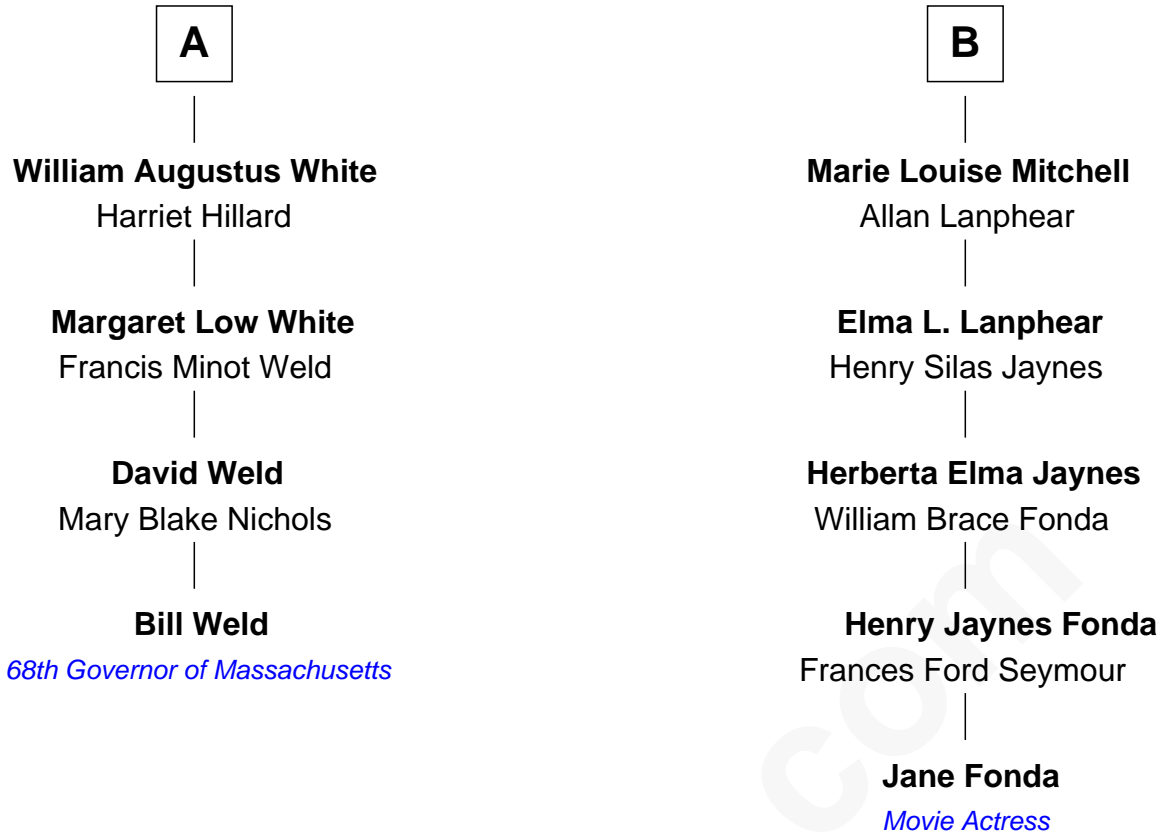 A
William Augustus White
Harriet Hillard
Margaret Low White
Francis Minot Weld
David Weld
Mary Blake Nichols
Bill Weld
68th Governor of Massachusetts
B
Marie Louise Mitchell
Allan Lanphear
Elma L. Lanphear
Henry Silas Jaynes
Herberta Elma Jaynes
William Brace Fonda
Henry Jaynes Fonda
Frances Ford Seymour
Jane Fonda
Movie Actress
com